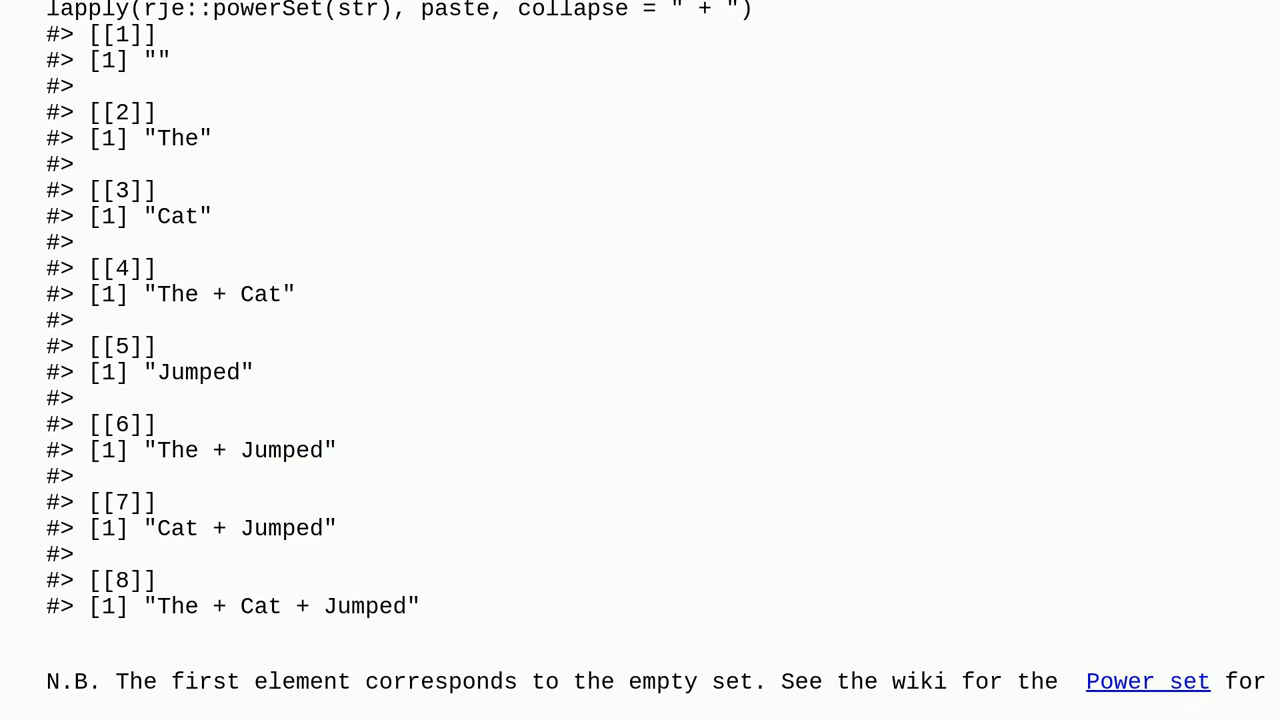 lapply(rje::powerSet(str), paste, collapse = " + ")
#> [[1]]
#> [1] ""
#>
#> [[2]]
#> [1] "The"
#>
#> [[3]]
#> [1] "Cat"
#>
#> [[4]]
#> [1] "The + Cat"
#>
#> [[5]]
#> [1] "Jumped"
#>
#> [[6]]
#> [1] "The + Jumped"
#>
#> [[7]]
#> [1] "Cat + Jumped"
#>
#> [[8]]
#> [1] "The + Cat + Jumped"
N.B. The first element corresponds to the empty set. See the wiki for the Power set for